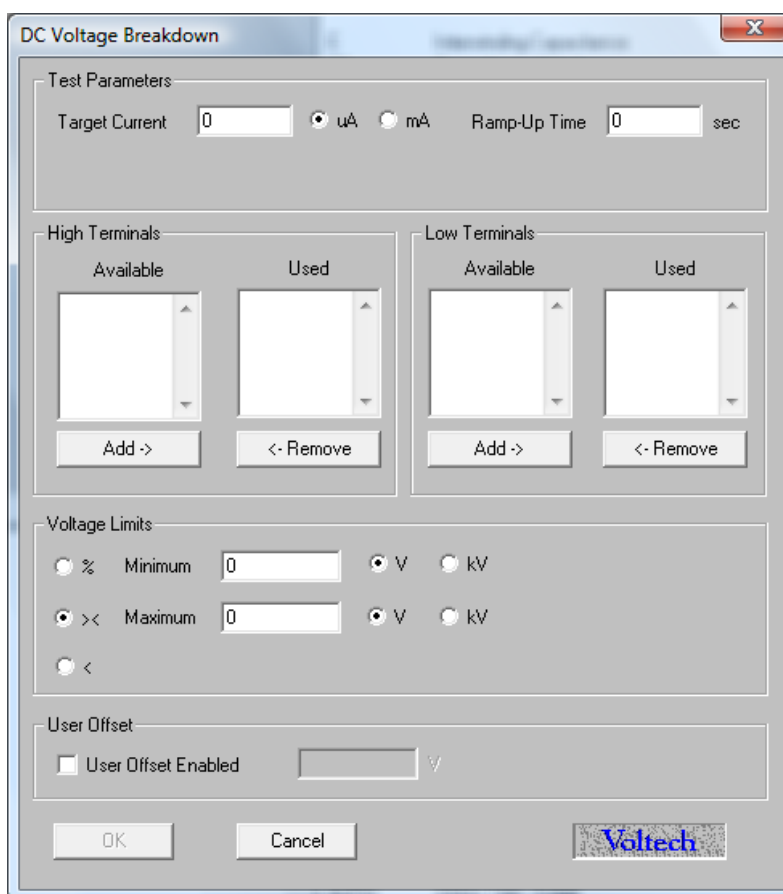 DC Voltage Breakdown
Test Parameters
Target Current 0 uA mA Ramp-Up Time 0 sec
High Terminals
Available Used
Add -> <- Remove
Low Terminals
Available Used
Add -> <- Remove
Voltage Limits
% Minimum 0 V kV
>< Maximum 0 V kV
<
User Offset
User Offset Enabled V
OK Cancel Voltech